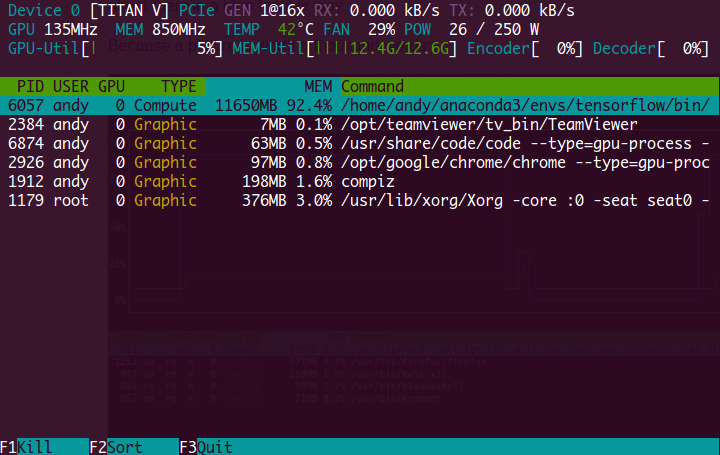 Device 0 [TITAN V] PCIe GEN 1@16x RX: 0.000 kB/s TX: 0.000 kB/s
GPU 135MHz MEM 850MHz TEMP 42°C FAN 29% POW 26 / 250 W
GPU-Util[| 5%] MEM-Util[||||12.4G/12.6G] Encoder[ 0%] Decoder[ 0%]
PID USER GPU TYPE MEM Command
6057 andy 0 Compute 11650MB 92.4% /home/andy/anaconda3/envs/tensorflow/bin/
2384 andy 0 Graphic 7MB 0.1% /opt/teamviewer/tv_bin/TeamViewer
6874 andy 0 Graphic 63MB 0.5% /usr/share/code/code --type=gpu-process -
2926 andy 0 Graphic 97MB 0.8% /opt/google/chrome/chrome --type=gpu-proc
1912 andy 0 Graphic 198MB 1.6% compiz
1179 root 0 Graphic 376MB 3.0% /usr/lib/xorg/Xorg -core :0 -seat seat0 -
F1Kill F2Sort F3Quit